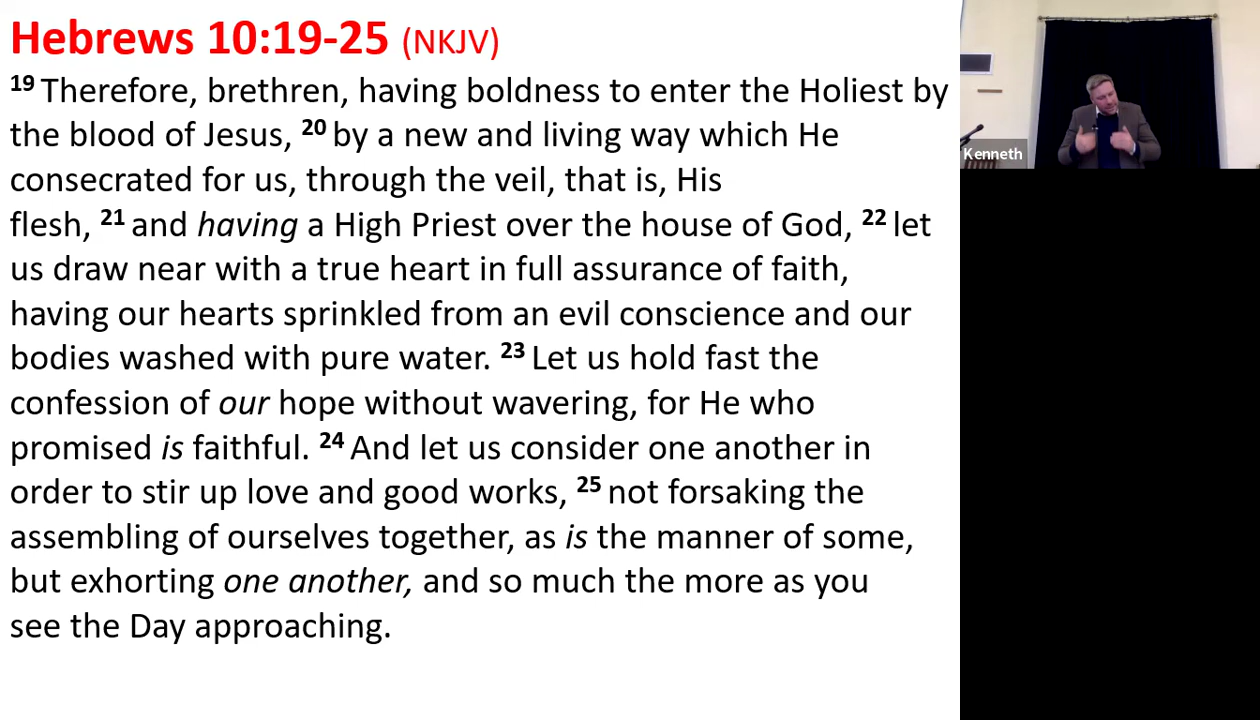 Hebrews 10:19-25 (NKJV)
19 Therefore, brethren, having boldness to enter the Holiest by
the blood of Jesus, 20 by a new and living way which He
consecrated for us, through the veil, that is, His
flesh, 21 and having a High Priest over the house of God, 22 let
us draw near with a true heart in full assurance of faith,
having our hearts sprinkled from an evil conscience and our
bodies washed with pure water. 23 Let us hold fast the
confession of our hope without wavering, for He who
promised is faithful. 24 And let us consider one another in
order to stir up love and good works, 25 not forsaking the
assembling of ourselves together, as is the manner of some,
but exhorting one another, and so much the more as you
see the Day approaching.
Kenneth